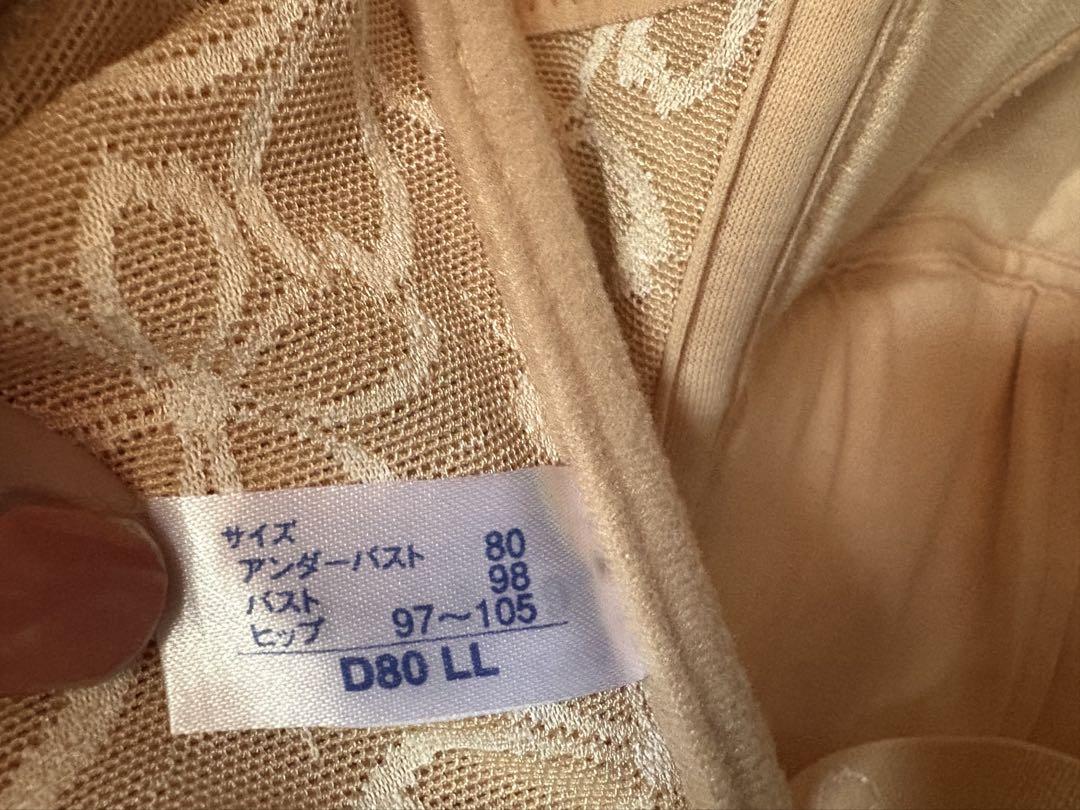 サイズ
アンダーバスト 80
バスト 98
ヒップ 97～105
D80 LL